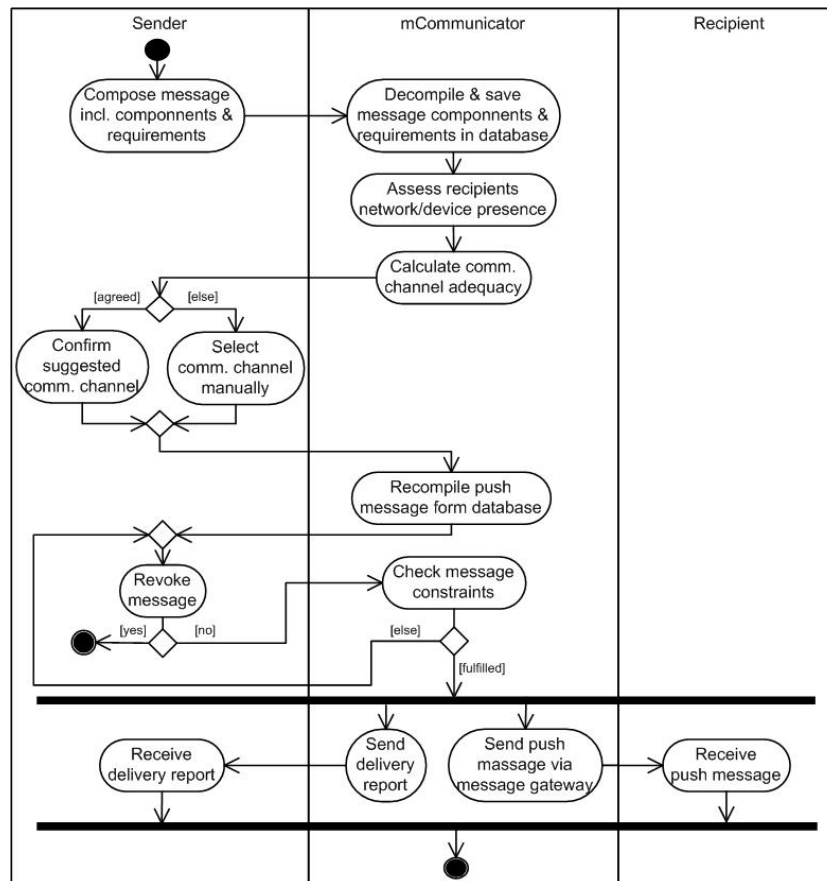 Sender
mCommunicator
Recipient
Compose message
incl. componnents &
requirements
Decompile & save
message componnents &
requirements in database
Assess recipients
network/device presence
Calculate comm.
channel adequacy
[agreed]
[else]
Confirm
suggested
comm. channel
Select
comm. channel
manually
Recompile push
message form database
Revoke
message
Check message
constraints
[yes]
[no]
[else]
[fulfilled]
Receive
delivery report
Send
delivery
report
Send push
massage via
message gateway
Receive
push message